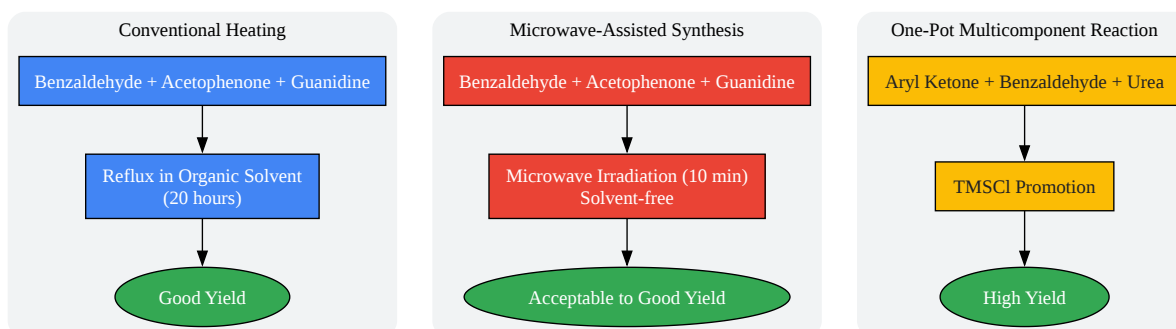 Conventional Heating
Benzaldehyde + Acetophenone + Guanidine
Reflux in Organic Solvent
(20 hours)
Good Yield
Microwave-Assisted Synthesis
Benzaldehyde + Acetophenone + Guanidine
Microwave Irradiation (10 min)
Solvent-free
Acceptable to Good Yield
One-Pot Multicomponent Reaction
Aryl Ketone + Benzaldehyde + Urea
TMSCl Promotion
High Yield